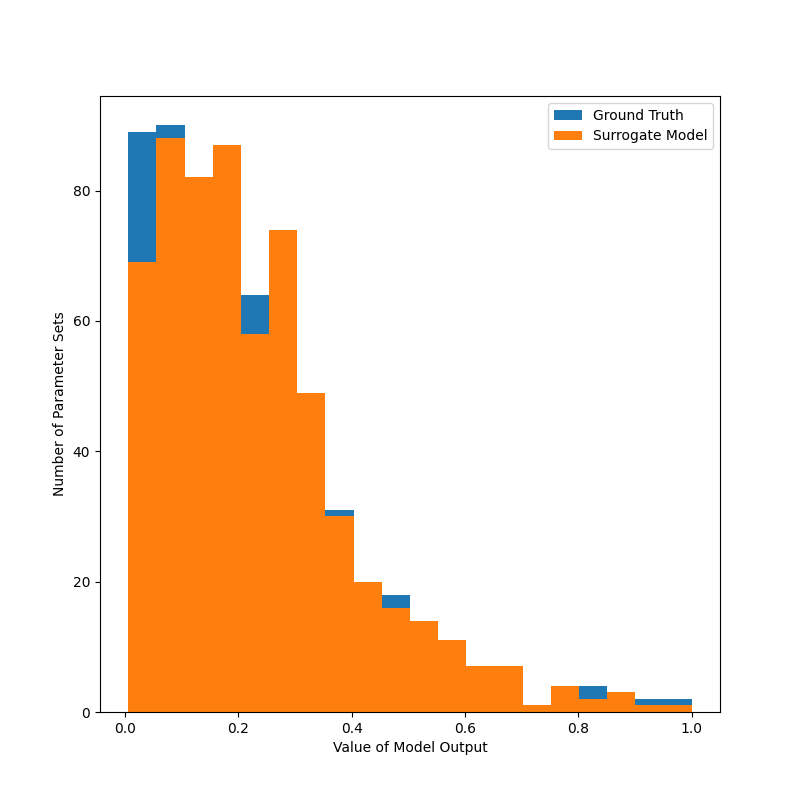 Ground Truth
Surrogate Model
80
60
40
20
0
Number of Parameter Sets
0.0 0.2 0.4 0.6 0.8 1.0
Value of Model Output